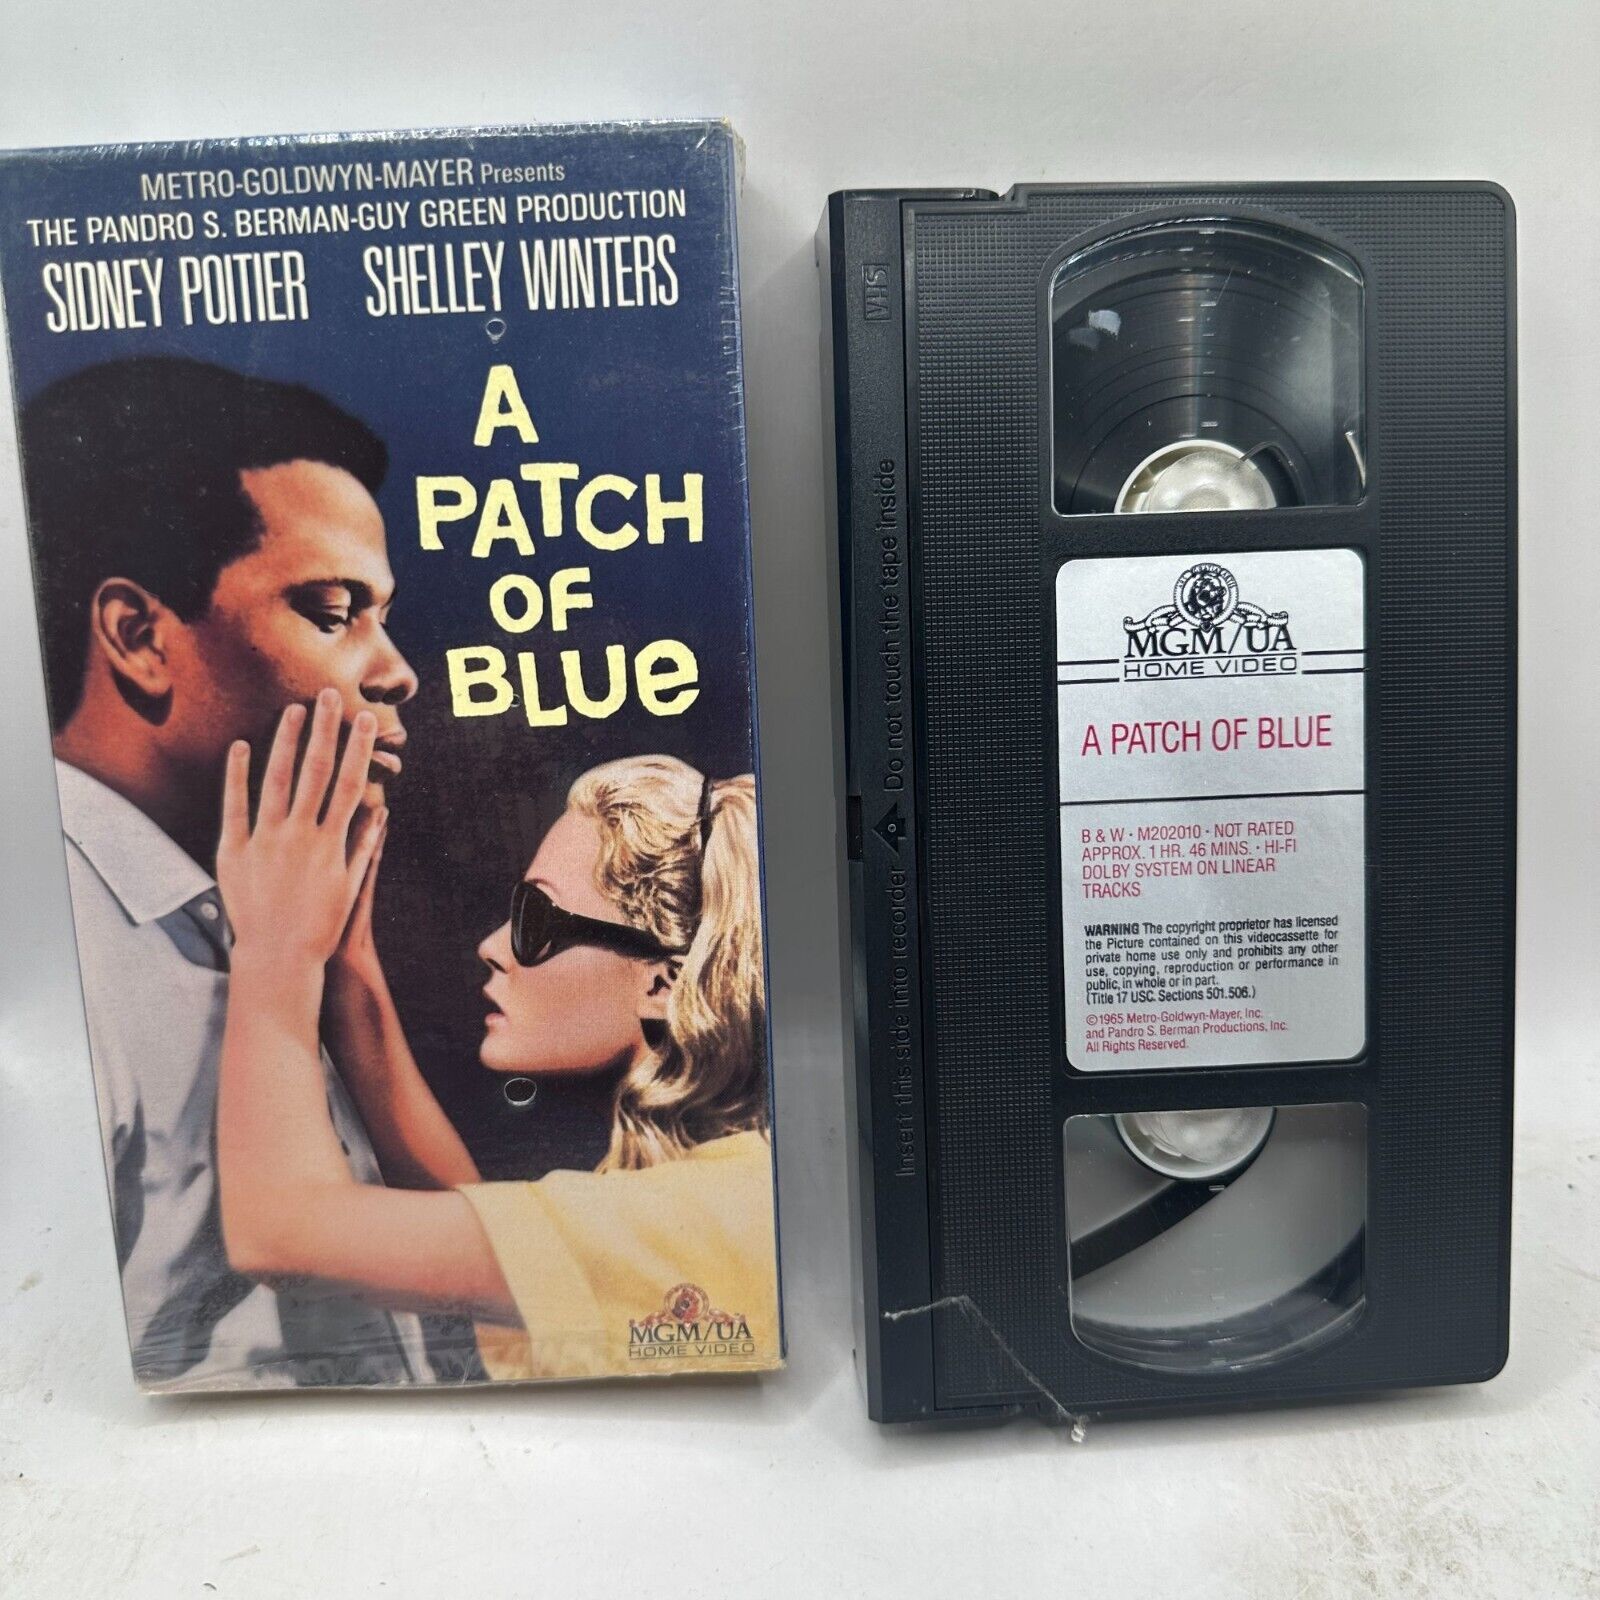 METRO-GOLDWYN-MAYER Presents
THE PANDRO S. BERMAN-GUY GREEN PRODUCTION
SIDNEY POITIER SHELLEY WINTERS
A
PATCH
OF
BLUe
MGM/UA
HOME VIDEO
VHS
Do not touch the tape inside
Insert this side into recorder
MGM/UA
HOME VIDEO
A PATCH OF BLUE
B & W · M202010 · NOT RATED
APPROX. 1 HR. 46 MINS. · HI-FI
DOLBY SYSTEM ON LINEAR
TRACKS
WARNING The copyright proprietor has licensed
the Picture contained on this videocassette for
private home use only and prohibits any other
use, copying, reproduction or performance in
public, in whole or in part.
(Title 17 USC. Sections 501.506.)
©1965 Metro-Goldwyn-Mayer, Inc.
and Pandro S. Berman Productions, Inc.
All Rights Reserved.